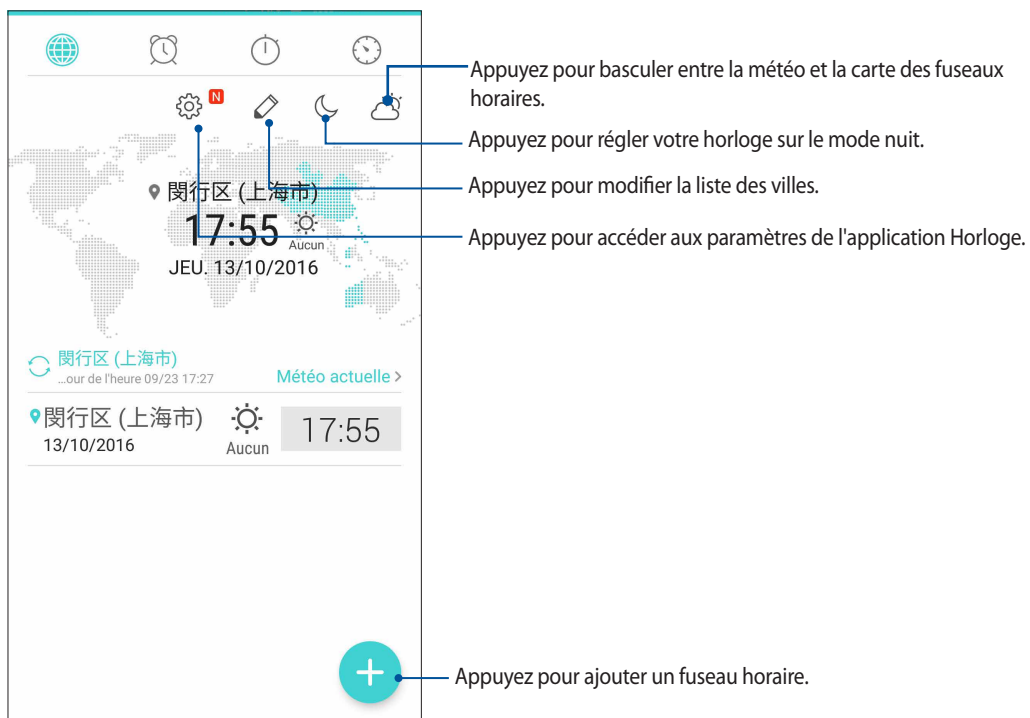 N
Appuyez pour basculer entre la météo et la carte des fuseaux
horaires.
Appuyez pour régler votre horloge sur le mode nuit.
Appuyez pour modifier la liste des villes.
Appuyez pour accéder aux paramètres de l'application Horloge.
閔行区 (上海市)
17:55
Aucun
JEU. 13/10/2016
閔行区 (上海市)
...our de l'heure 09/23 17:27
Météo actuelle >
閔行区 (上海市)
13/10/2016
Aucun
17:55
Appuyez pour ajouter un fuseau horaire.